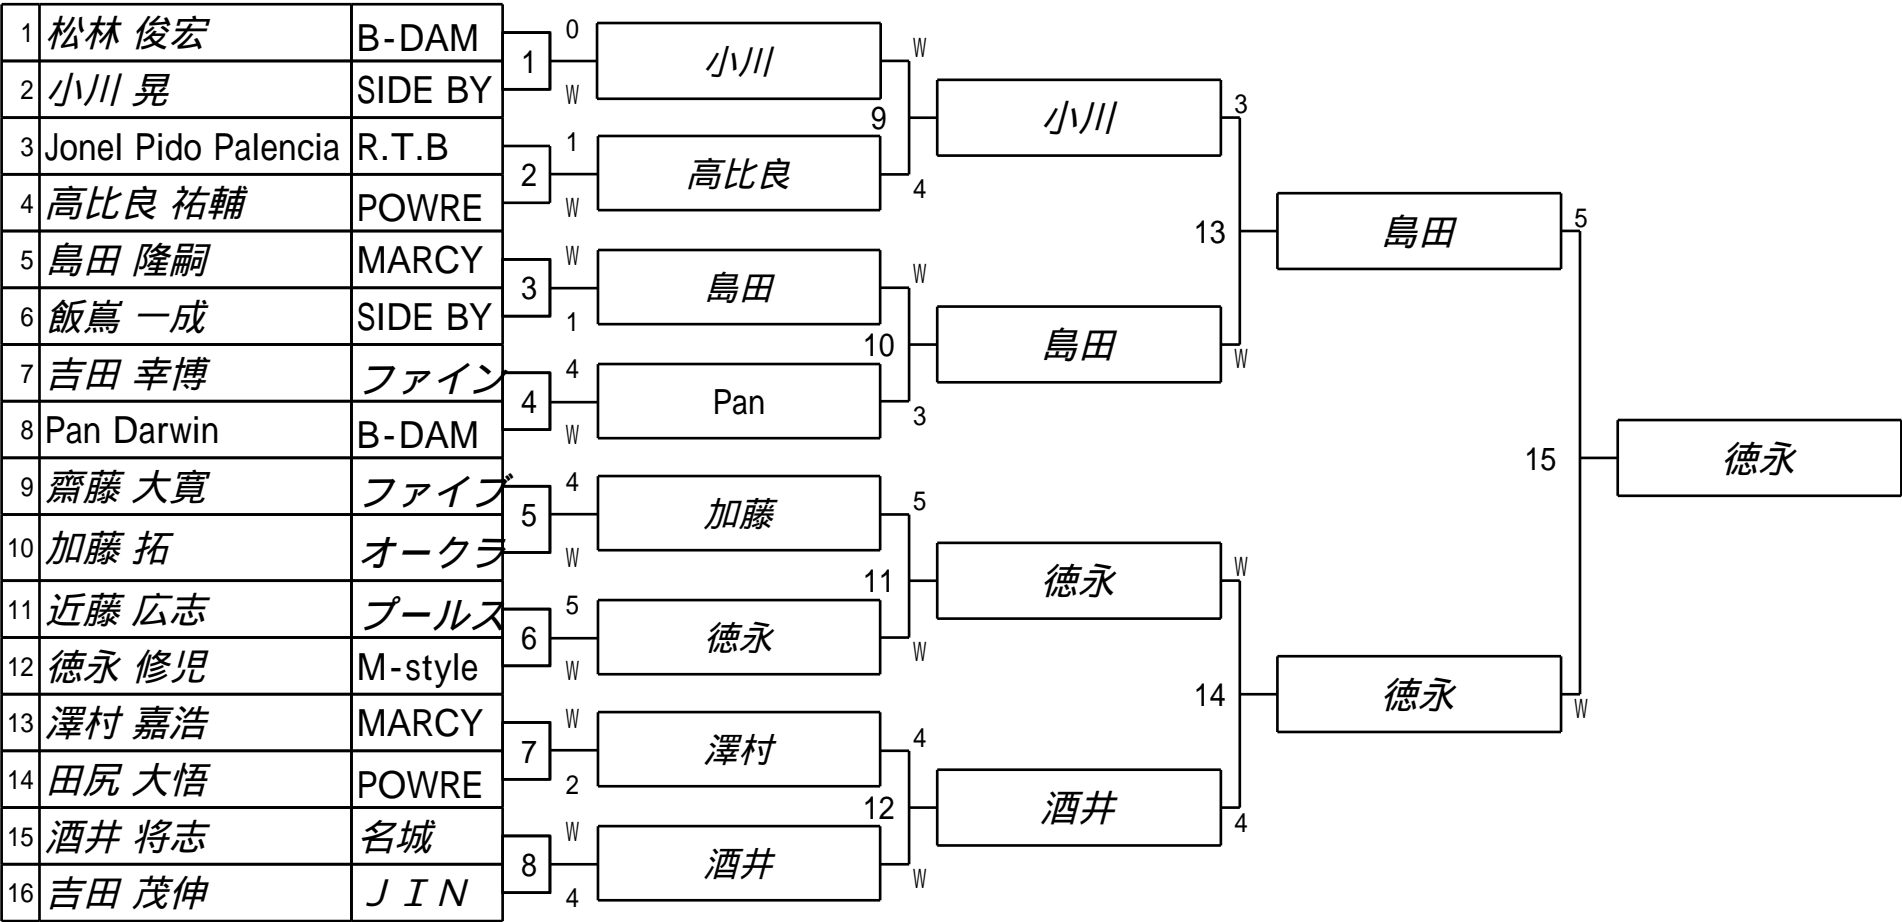 1 松林 俊宏 B-DAM
2 小川 晃 SIDE BY
3 Jonel Pido Palencia R.T.B
4 高比良 祐輔 POWRE
5 島田 隆嗣 MARCY
6 飯嶌 一成 SIDE BY
7 吉田 幸博 ファイン
8 Pan Darwin B-DAM
9 齋藤 大寛 ファイブ
10 加藤 拓 オークラ
11 近藤 広志 プールス
12 徳永 修児 M-style
13 澤村 嘉浩 MARCY
14 田尻 大悟 POWRE
15 酒井 将志 名城
16 吉田 茂伸 ＪＩＮ
1 0 W
2 1 W
3 W 1
4 4 W
5 4 W
6 5 W
7 W 2
8 W 4
小川 W
高比良 4
島田 W
Pan 3
加藤 5
徳永 W
澤村 4
酒井 W
9
10
11
12
小川 3
島田 W
徳永 W
酒井 4
13
14
島田 5
徳永 W
15
徳永